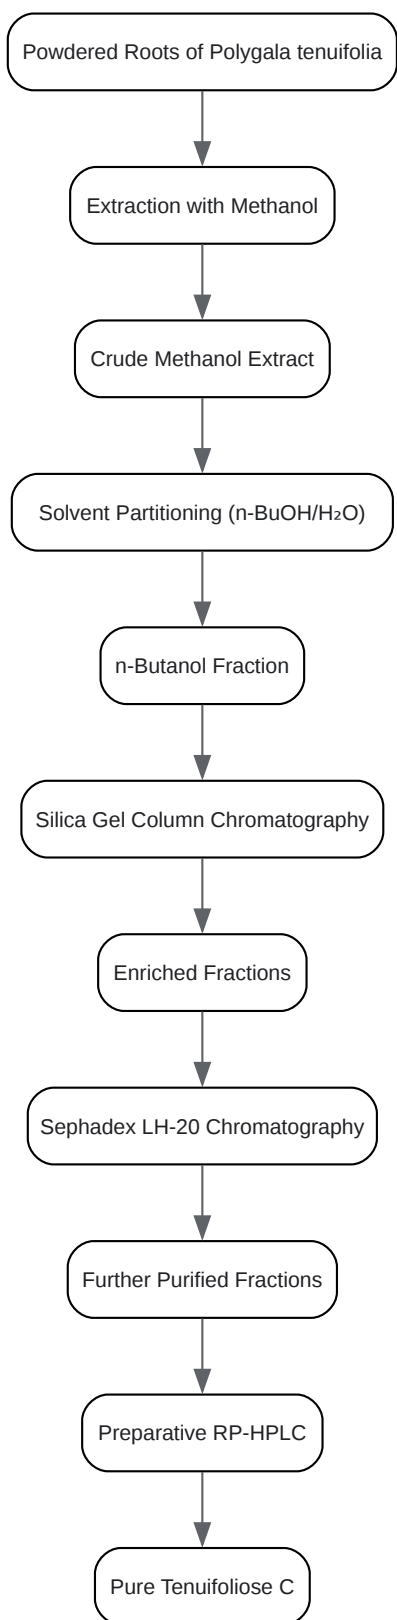 Powdered Roots of Polygala tenuifolia
Extraction with Methanol
Crude Methanol Extract
Solvent Partitioning (n-BuOH/H₂O)
n-Butanol Fraction
Silica Gel Column Chromatography
Enriched Fractions
Sephadex LH-20 Chromatography
Further Purified Fractions
Preparative RP-HPLC
Pure Tenuifoliose C